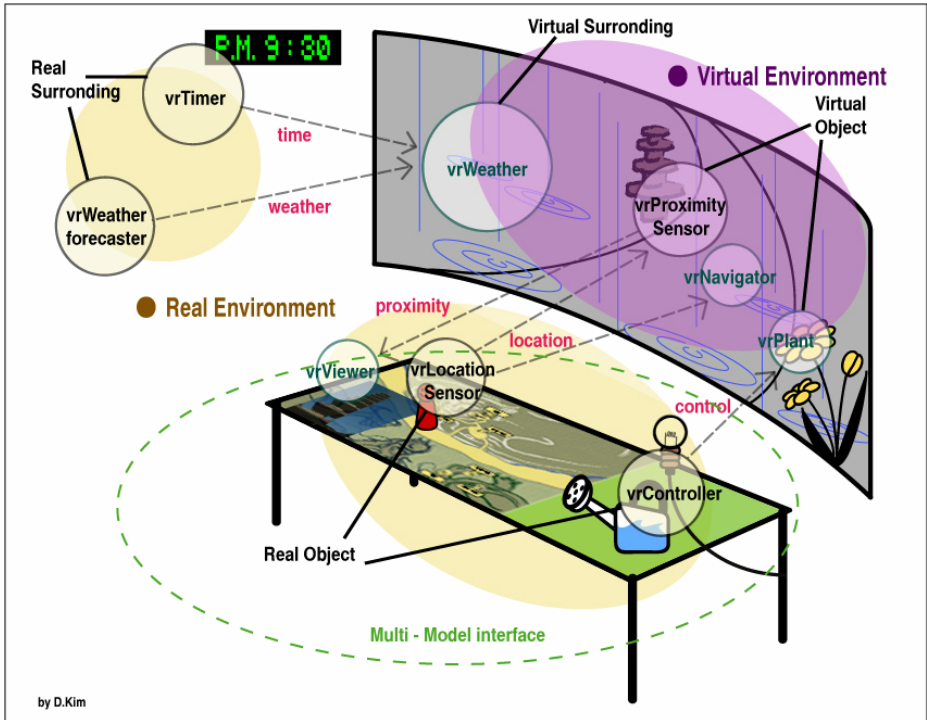 P.M. 9:30
Virtual Surronding
Real
Surronding
Virtual Environment
vrTimer
Virtual
Object
time
vrWeather
weather
vrWeather
forecaster
vrProximity
Sensor
vrNavigator
Real Environment
proximity
location
vrPlant
vrViewer
vrLocation
Sensor
control
vrController
Real Object
Multi - Model interface
by D.Kim